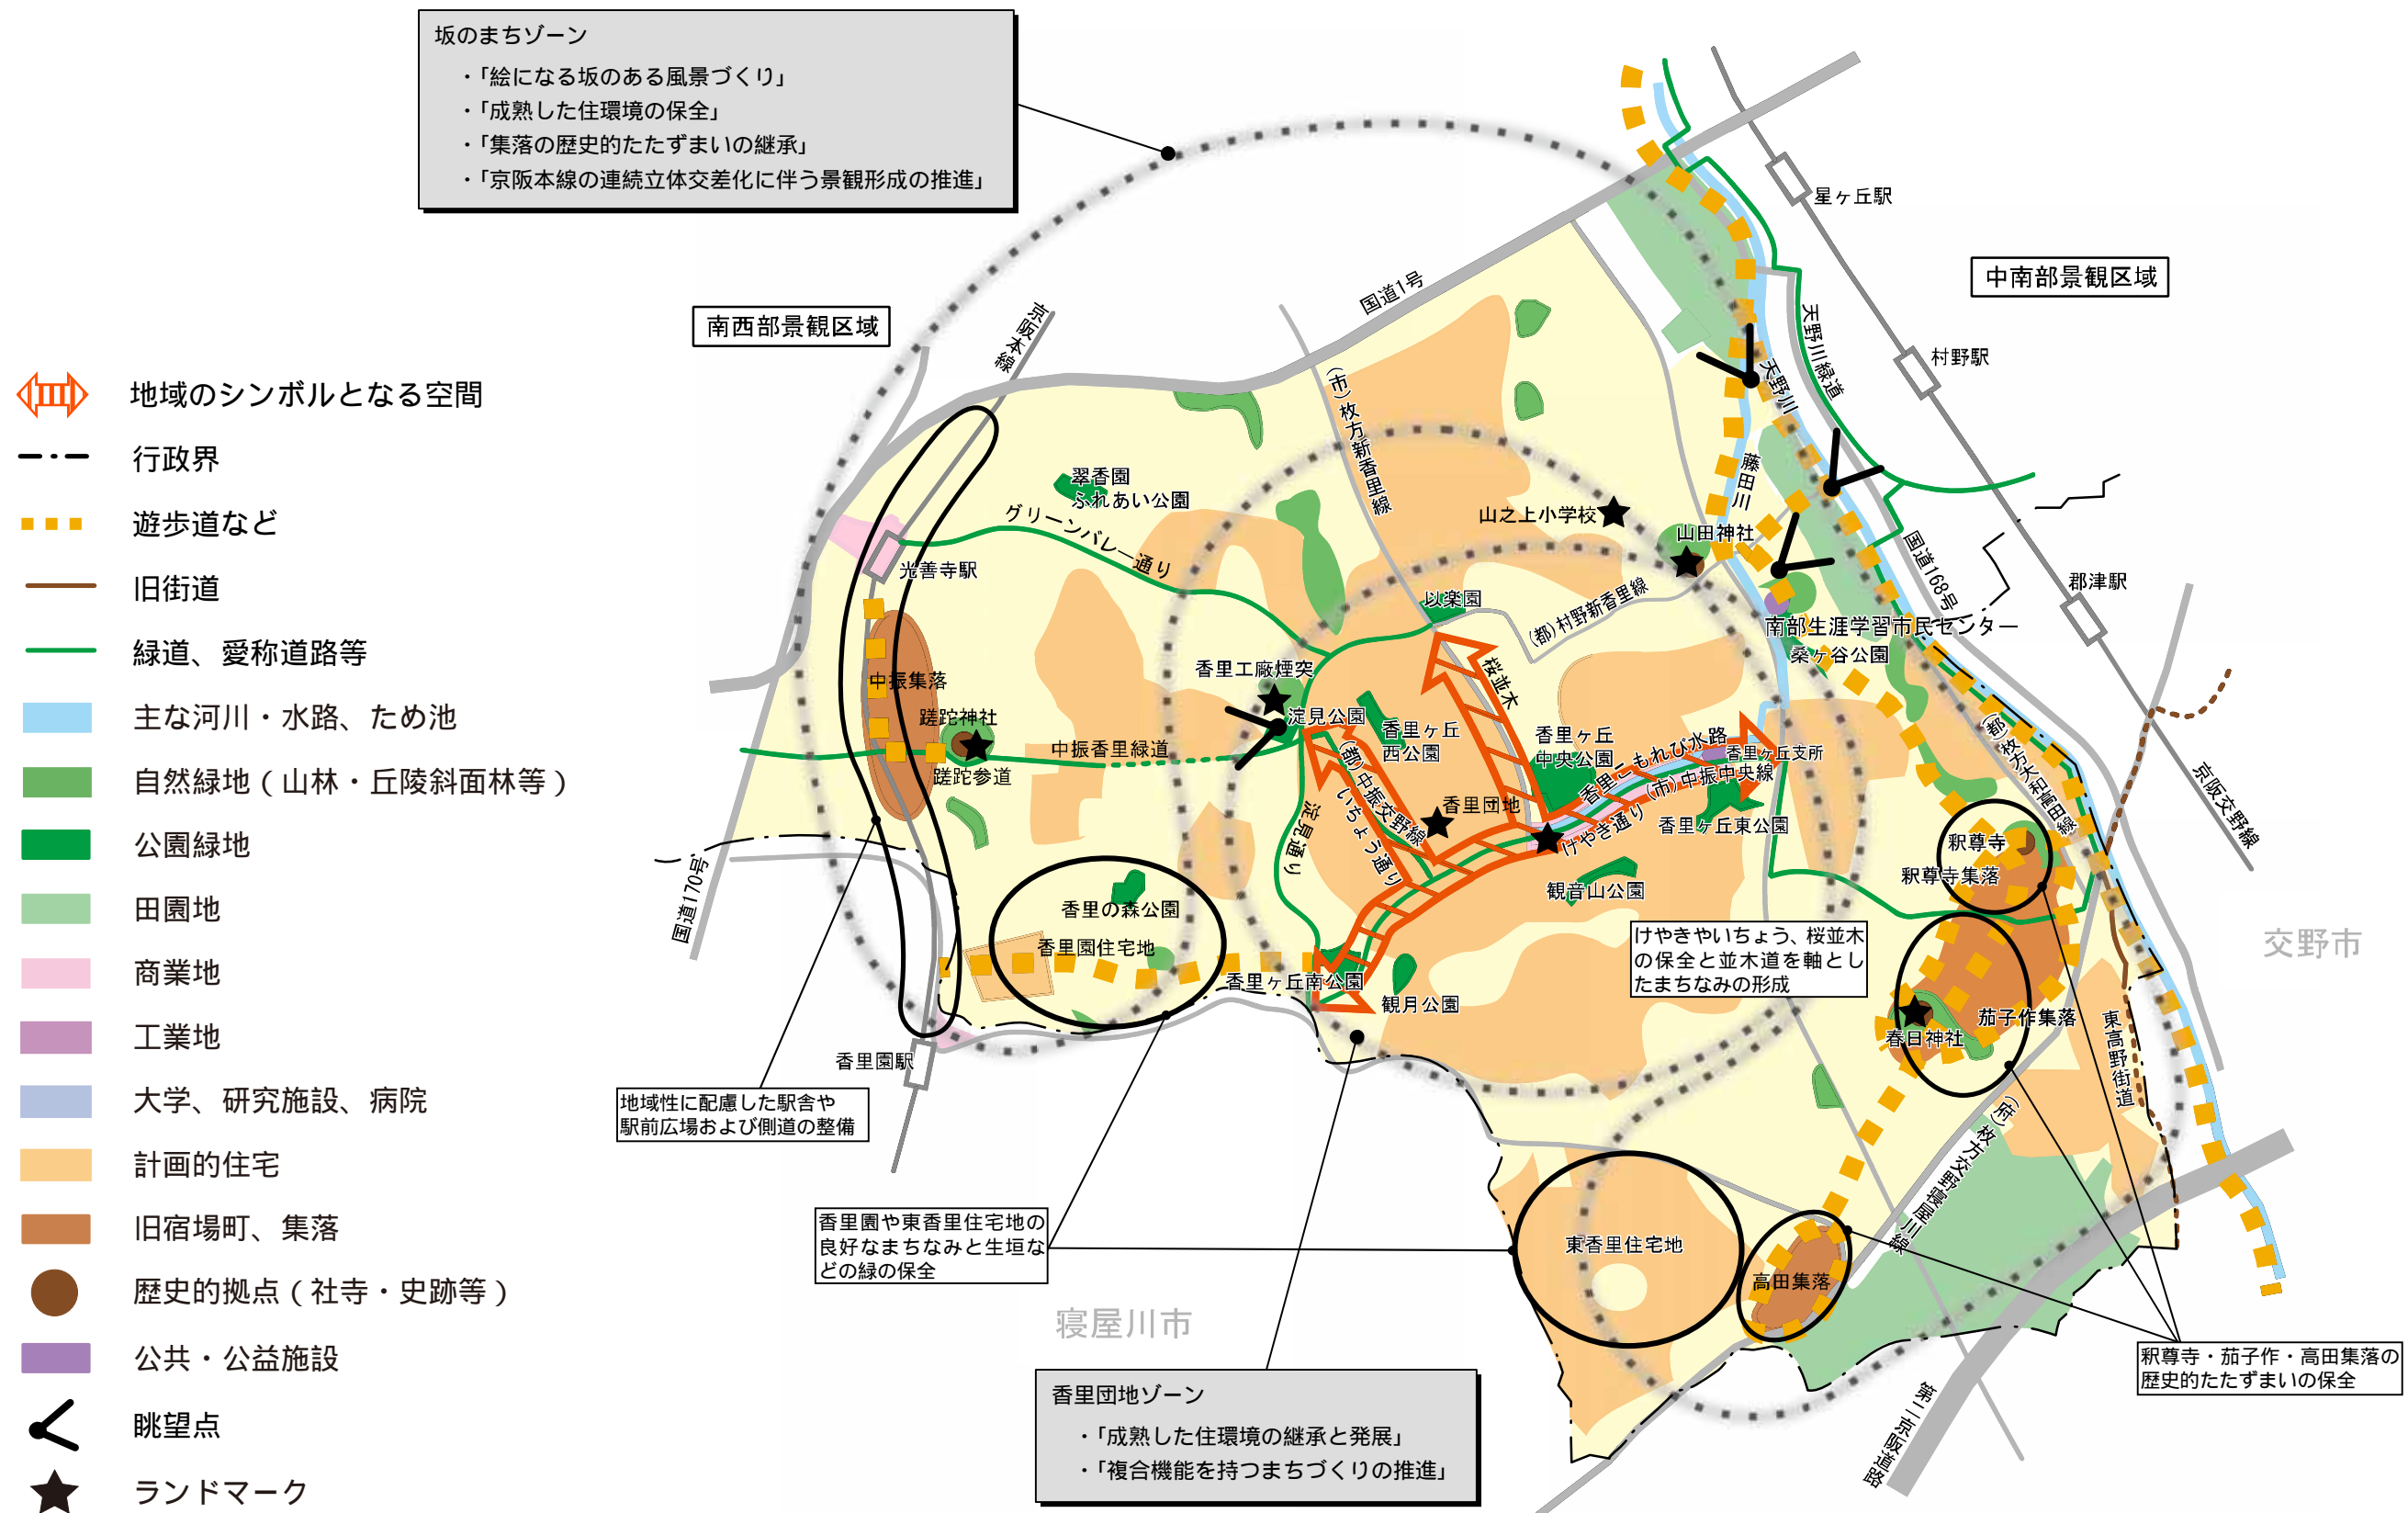 坂のまちゾーン
・「絵になる坂のある風景づくり」
・「成熟した住環境の保全」
・「集落の歴史的たたずまいの継承」
・「京阪本線の連続立体交差化に伴う景観形成の推進」
南西部景観区域
中南部景観区域
地域のシンボルとなる空間
行政界
遊歩道など
旧街道
緑道、愛称道路等
主な河川・水路、ため池
自然緑地（山林・丘陵斜面林等）
公園緑地
田園地
商業地
工業地
大学、研究施設、病院
計画的住宅
旧宿場町、集落
歴史的拠点（社寺・史跡等）
公共・公益施設
眺望点
ランドマーク
京阪本線
国道1号
星ヶ丘駅
村野駅
郡津駅
天野川緑道
天野川
藤田川
国道168号
(市)枚方新香里線
翠香園
ふれあい公園
グリーンバレー通り
光善寺駅
山之上小学校
山田神社
以楽園
(都)村野新香里線
南部生涯学習市民センター
桑ヶ谷公園
香里工廠煙突
淀見公園
桜並木
中振集落
蹉跎神社
蹉跎参道
中振香里緑道
香里ヶ丘
西公園
香里ヶ丘
中央公園
香里こもれび水路
香里ヶ丘支所
(市)中振中央線
けやき通り
香里ヶ丘東公園
香里団地
(都)中振交野線
いちょう通り
淀見通り
観音山公園
(都)枚方大和高田線
京阪交野線
釈尊寺
釈尊寺集落
国道170号
香里の森公園
香里園住宅地
香里ヶ丘南公園
観月公園
けやきやいちょう、桜並木
の保全と並木道を軸とし
たまちなみの形成
交野市
茄子作集落
春日神社
東高野街道
香里園駅
地域性に配慮した駅舎や
駅前広場および側道の整備
(府)枚方交野寝屋川線
香里園や東香里住宅地の
良好なまちなみと生垣な
どの緑の保全
東香里住宅地
高田集落
寝屋川市
釈尊寺・茄子作・高田集落の
歴史的たたずまいの保全
第二京阪道路
香里団地ゾーン
・「成熟した住環境の継承と発展」
・「複合機能を持つまちづくりの推進」